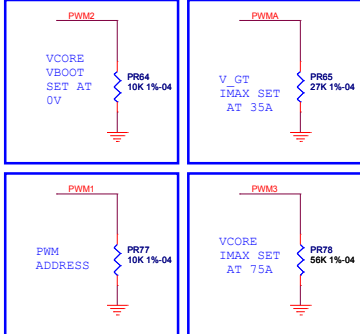 PWM2
VCORE
VBOOT
SET AT
0V
PR64
10K 1%-04
PWMA
V_GT
IMAX SET
AT 35A
PR65
27K 1%-04
PWM1
PWM
ADDRESS
PR77
10K 1%-04
PWM3
VCORE
IMAX SET
AT 75A
PR78
56K 1%-04